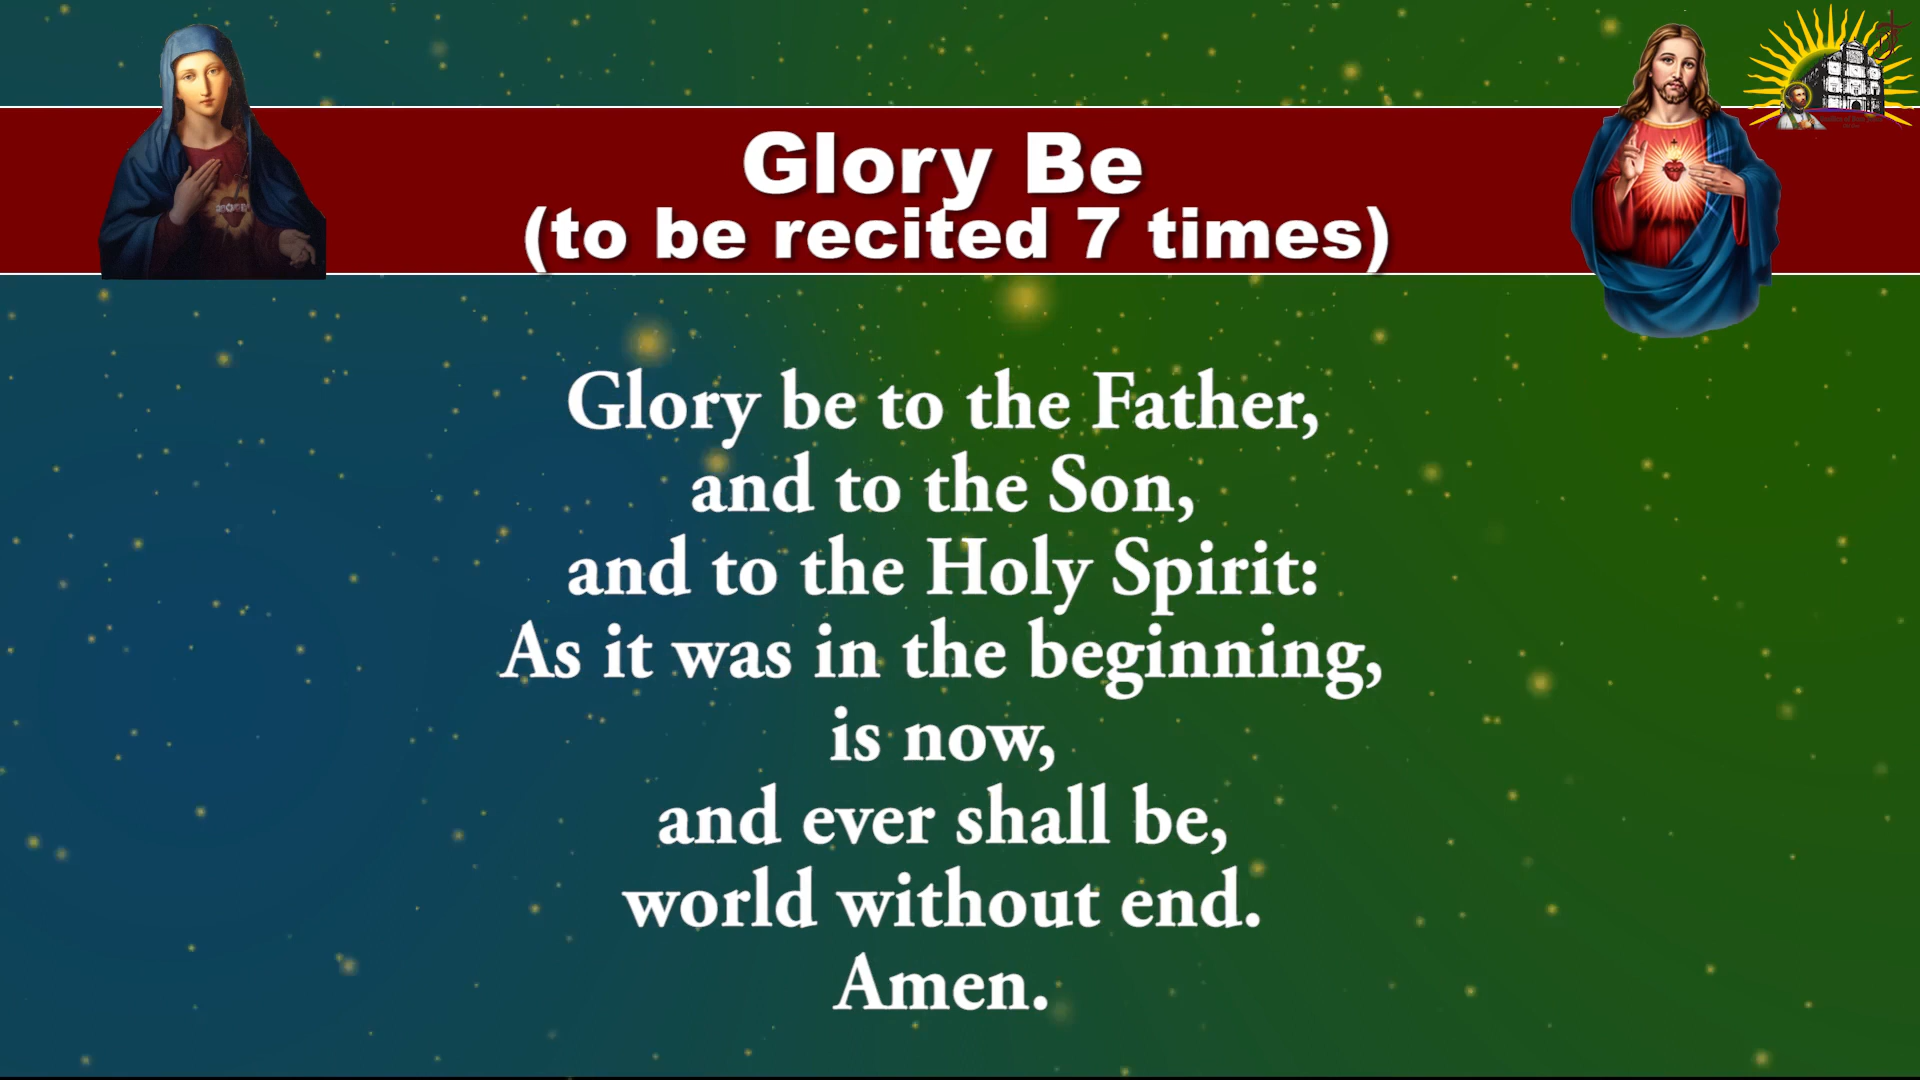 Glory Be
(to be recited 7 times)
Glory be to the Father,
and to the Son,
and to the Holy Spirit:
As it was in the beginning,
is now,
and ever shall be,
world without end.
Amen.